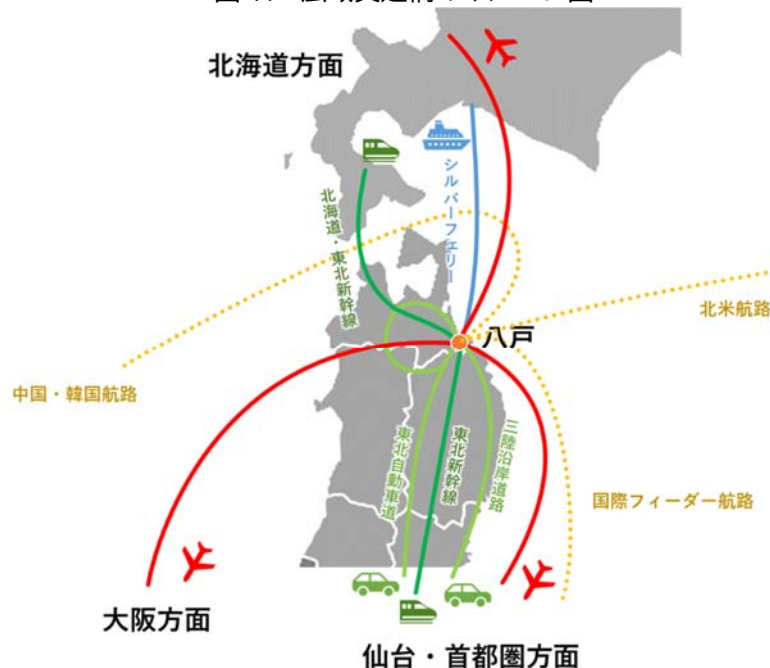 北海道方面
シルバーフェリー
北海道・東北新幹線
北米航路
八戸
中国・韓国航路
東北自動車道
東北新幹線
三陸沿岸道路
国際フィーダー航路
大阪方面
仙台・首都圏方面